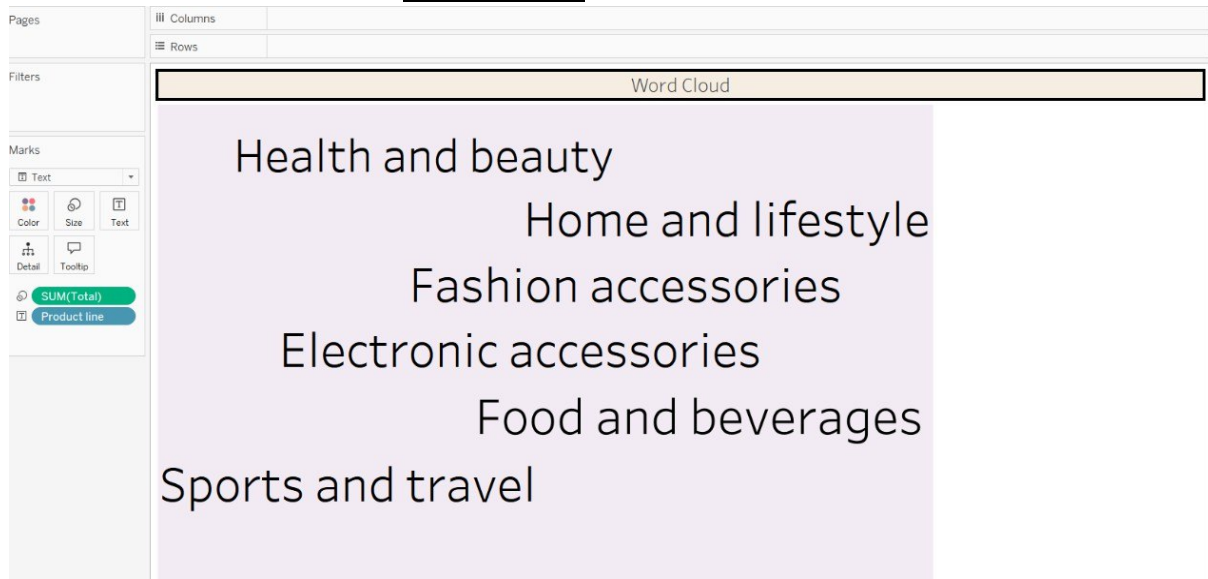 Pages
Columns
Rows
Filters
Word Cloud
Marks
Text
Color Size Text
Detail Tooltip
SUM(Total)
Product line
Health and beauty
Home and lifestyle
Fashion accessories
Electronic accessories
Food and beverages
Sports and travel